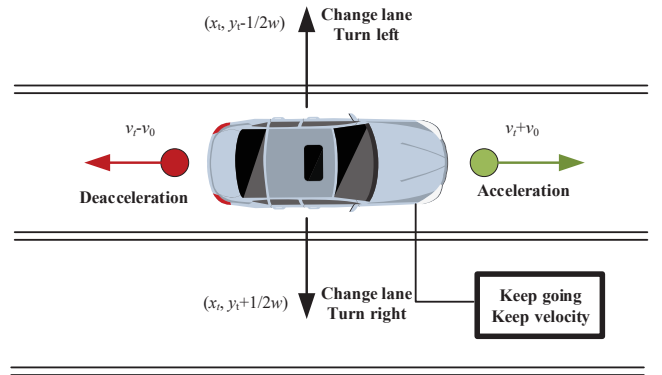 (xt, yt-1/2w)
Change lane
Turn left
vt-v0
vt+v0
Deacceleration
Acceleration
(xt, yt+1/2w)
Change lane
Turn right
Keep going
Keep velocity